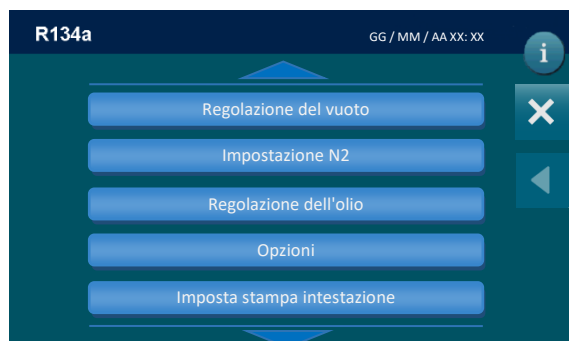 R134a
GG / MM / AA XX: XX
i
Regolazione del vuoto
Impostazione N2
Regolazione dell'olio
Opzioni
Imposta stampa intestazione